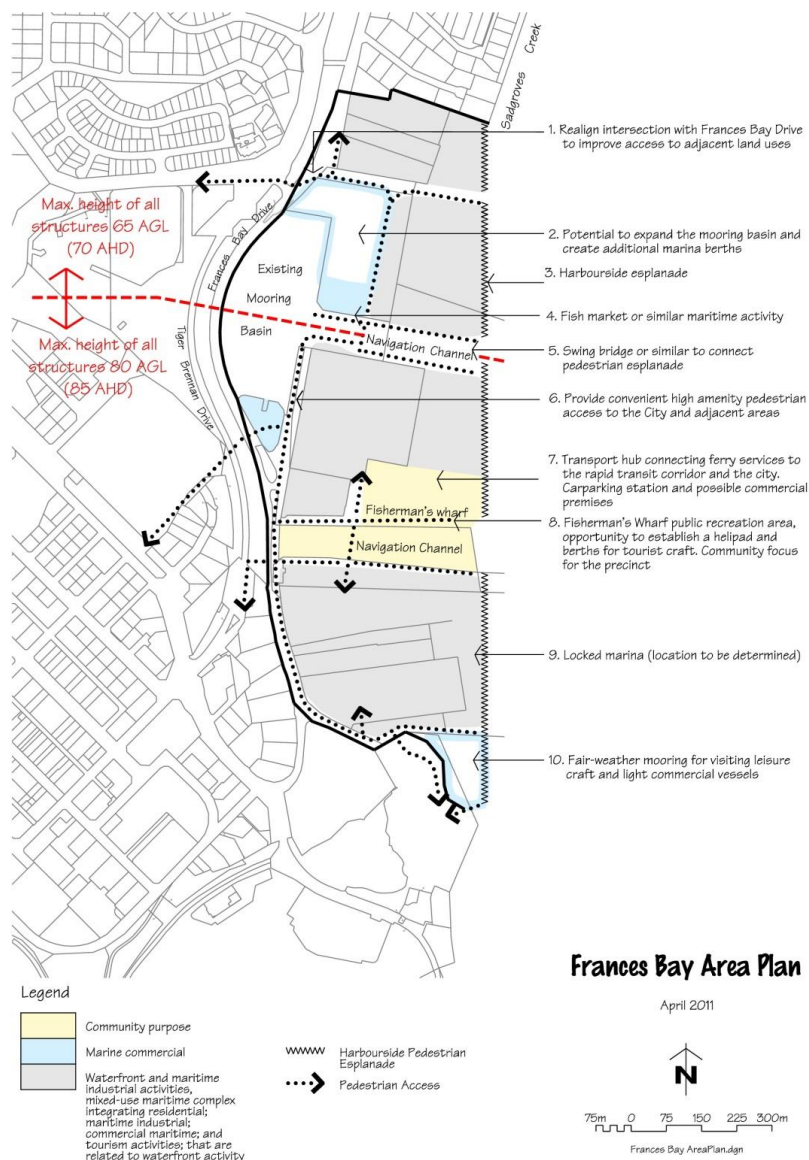 Sadgroves Creek
1. Realign intersection with Frances Bay Drive
to improve access to adjacent land uses
Max. height of all
structures 65 AGL
(70 AHD)
Max. height of all
structures 80 AGL
(85 AHD)
Frances Bay Drive
Tiger Brennan Drive
Existing
Mooring
Basin
Navigation Channel
2. Potential to expand the mooring basin and
create additional marina berths
3. Harbourside esplanade
4. Fish market or similar maritime activity
5. Swing bridge or similar to connect
pedestrian esplanade
6. Provide convenient high amenity pedestrian
access to the City and adjacent areas
7. Transport hub connecting ferry services to
the rapid transit corridor and the city.
Carparking station and possible commercial
premises
Fisherman's wharf
Navigation Channel
8. Fisherman's Wharf public recreation area,
opportunity to establish a helipad and
berths for tourist craft. Community focus
for the precinct
9. Locked marina (location to be determined)
10. Fair-weather mooring for visiting leisure
craft and light commercial vessels
Frances Bay Area Plan
April 2011
N
75m 0 75 150 225 300m
Frances Bay AreaPlan.dgn
Legend
Community purpose
Marine commercial
Waterfront and maritime
industrial activities,
mixed-use maritime complex
integrating residential;
maritime industrial;
commercial maritime; and
tourism activities; that are
related to waterfront activity
Harbourside Pedestrian
Esplanade
Pedestrian Access